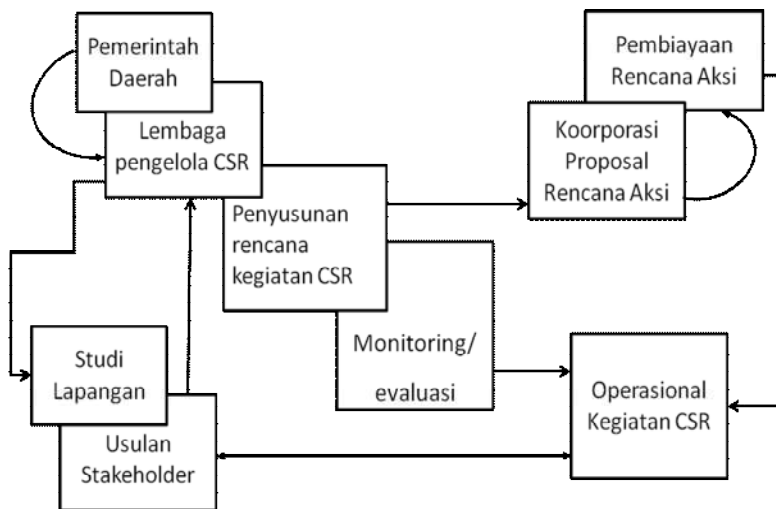 Pemerintah
Daerah
Lembaga
pengelola CSR
Penyusunan
rencana
kegiatan CSR
Monitoring/
evaluasi
Pembiayaan
Rencana Aksi
Koorporasi
Proposal
Rencana Aksi
Studi
Lapangan
Usulan
Stakeholder
Operasional
Kegiatan CSR